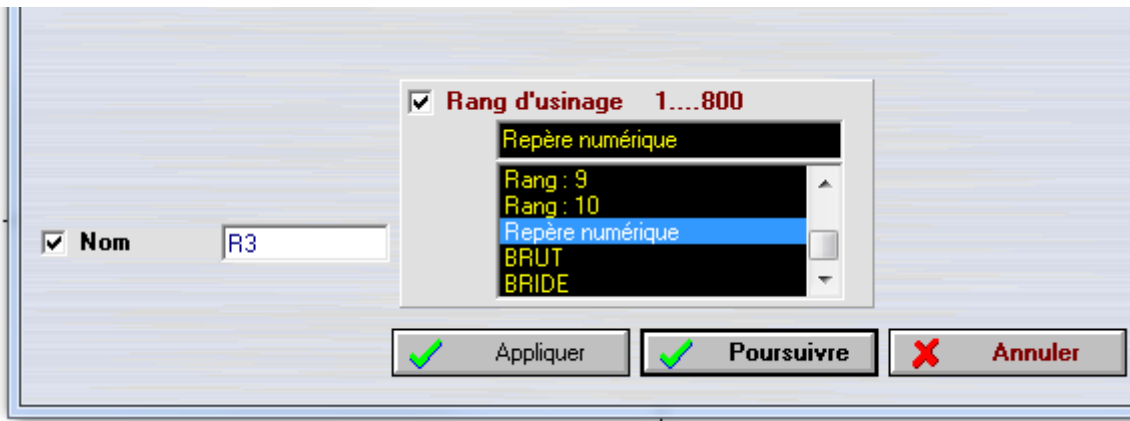 Rang d'usinage 1....800
Repère numérique
Rang : 9
Rang : 10
Repère numérique
BRUT
BRIDE
Nom R3
Appliquer Poursuivre Annuler